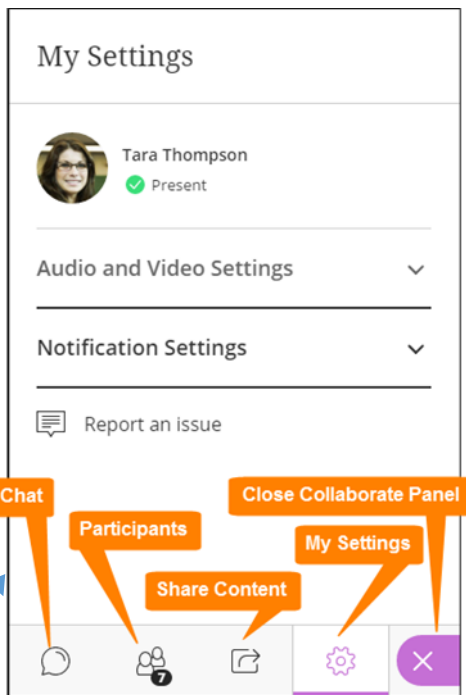 My Settings
Tara Thompson
Present
Audio and Video Settings
Notification Settings
Report an issue
Chat
Close Collaborate Panel
Participants
My Settings
Share Content
7